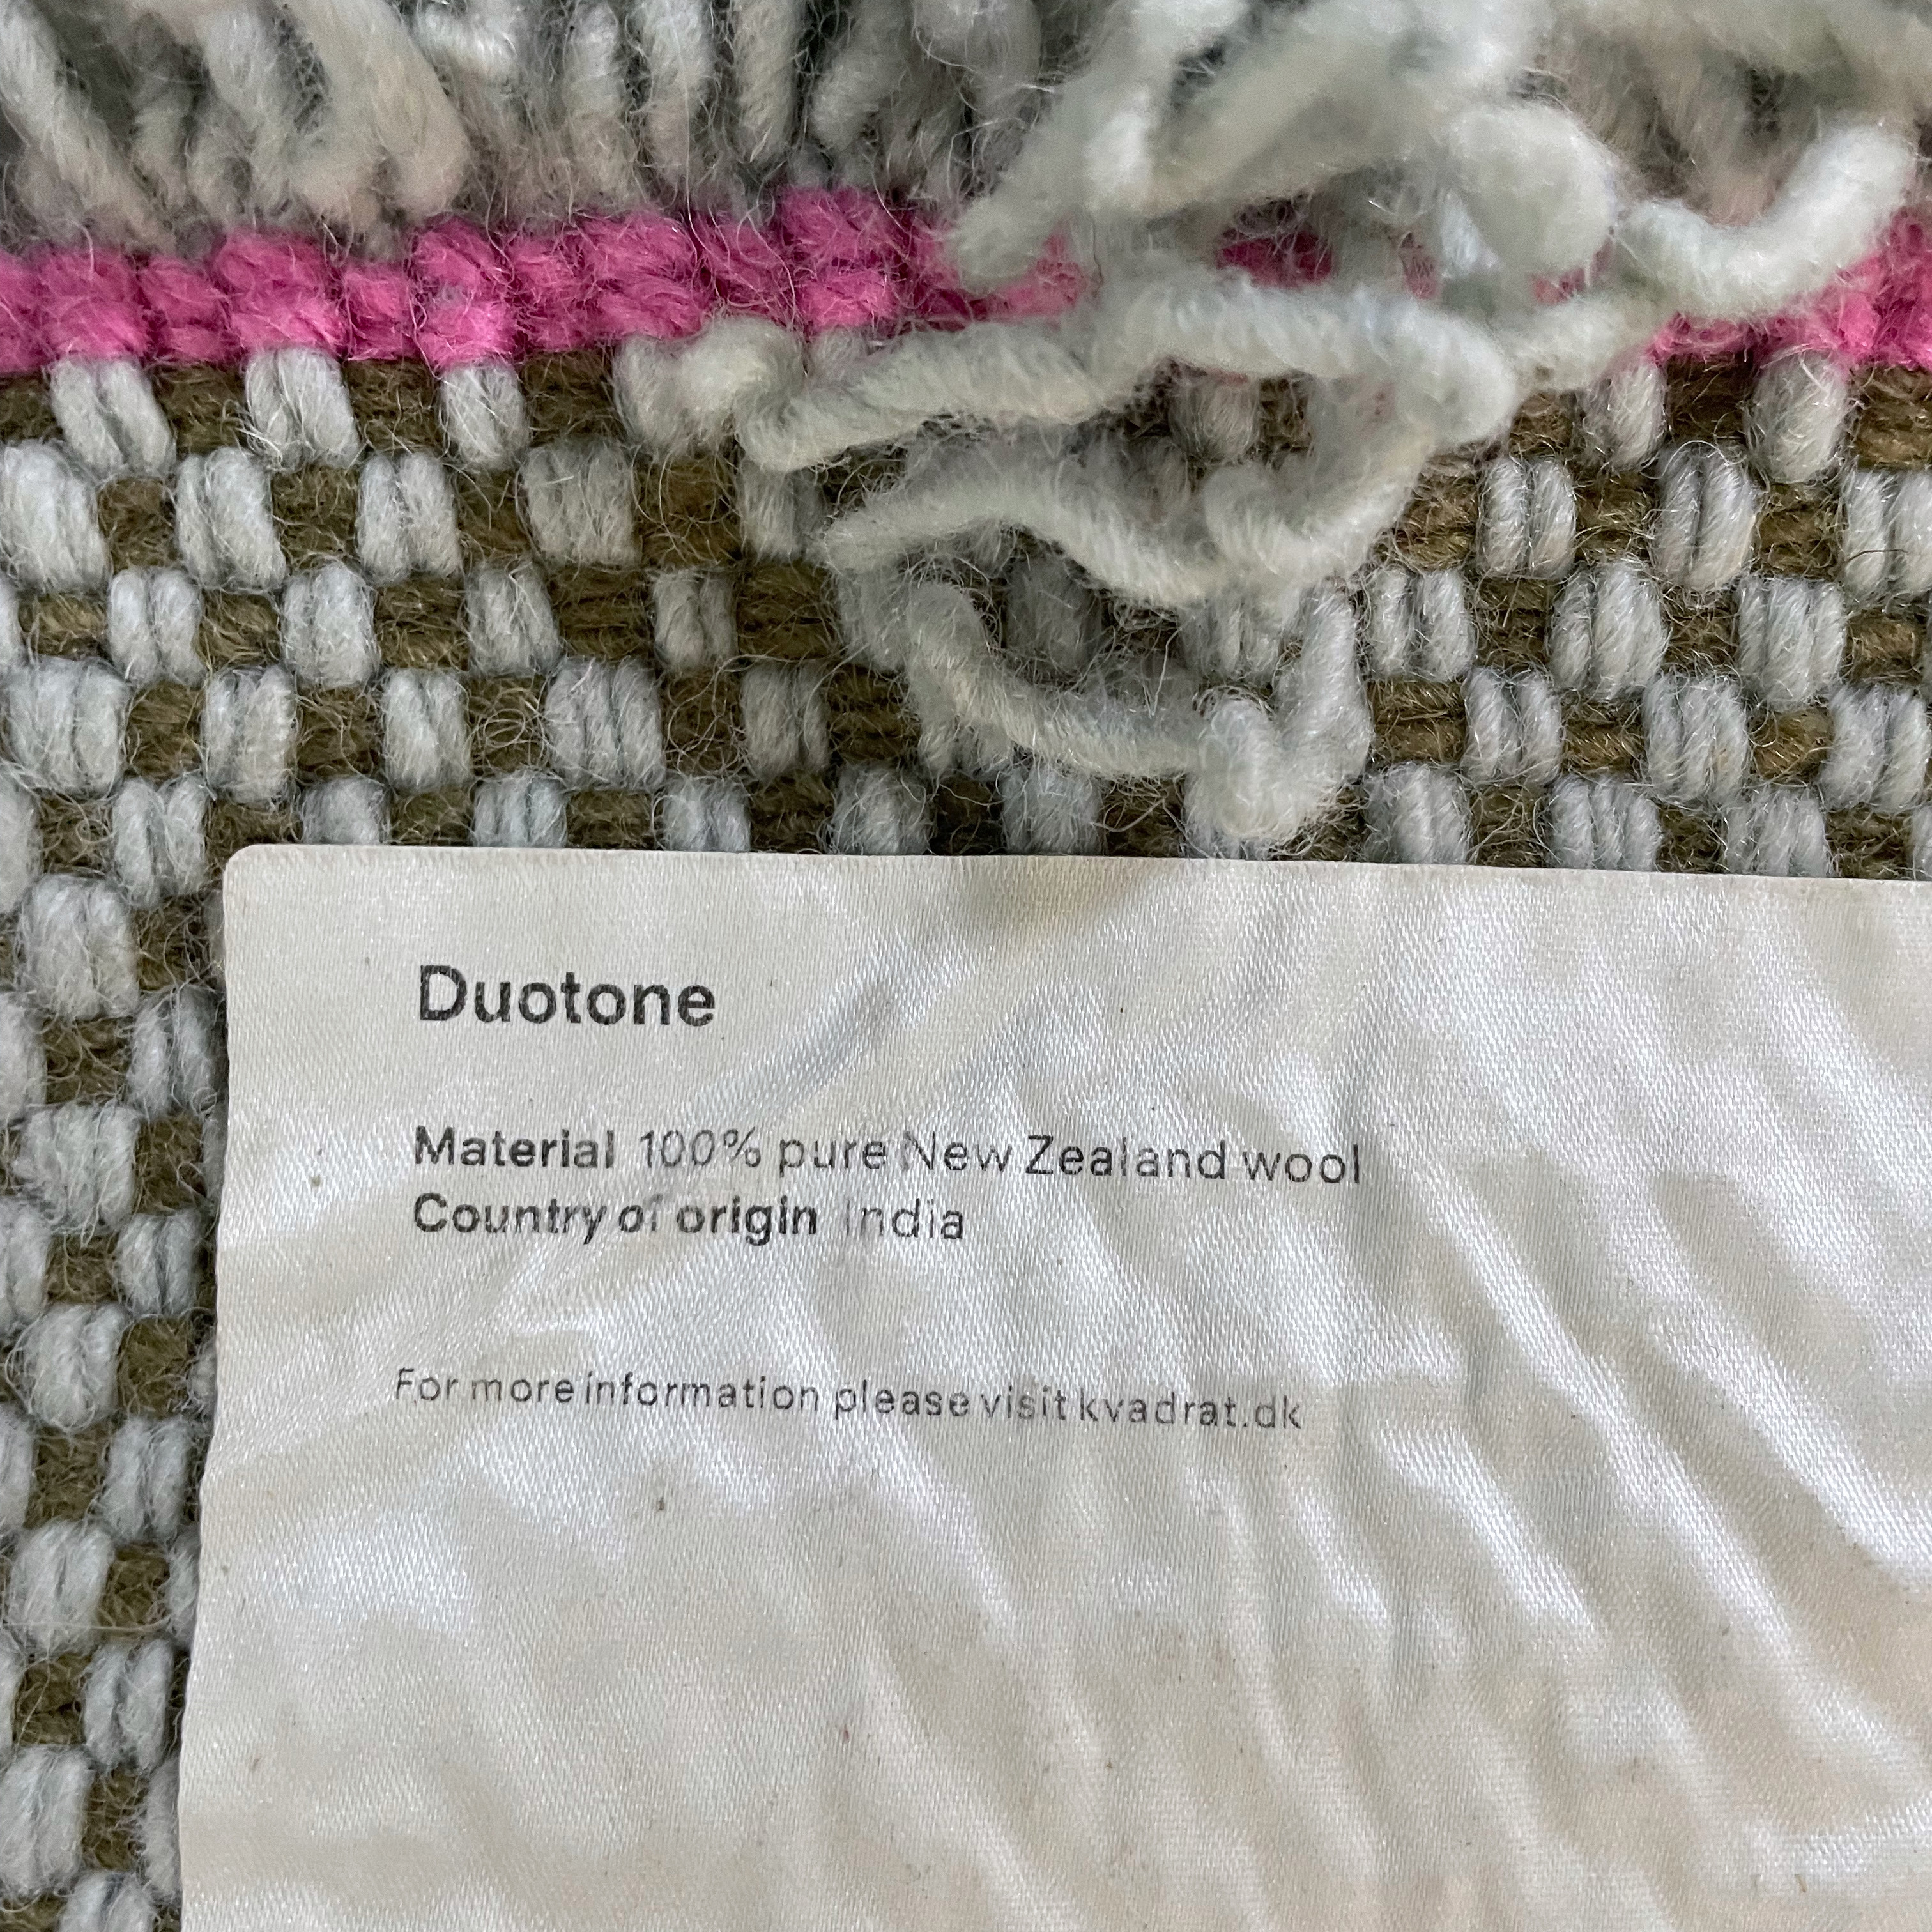 Duotone
Material 100% pure New Zealand wool
Country of origin India
For more information please visit kvadrat.dk